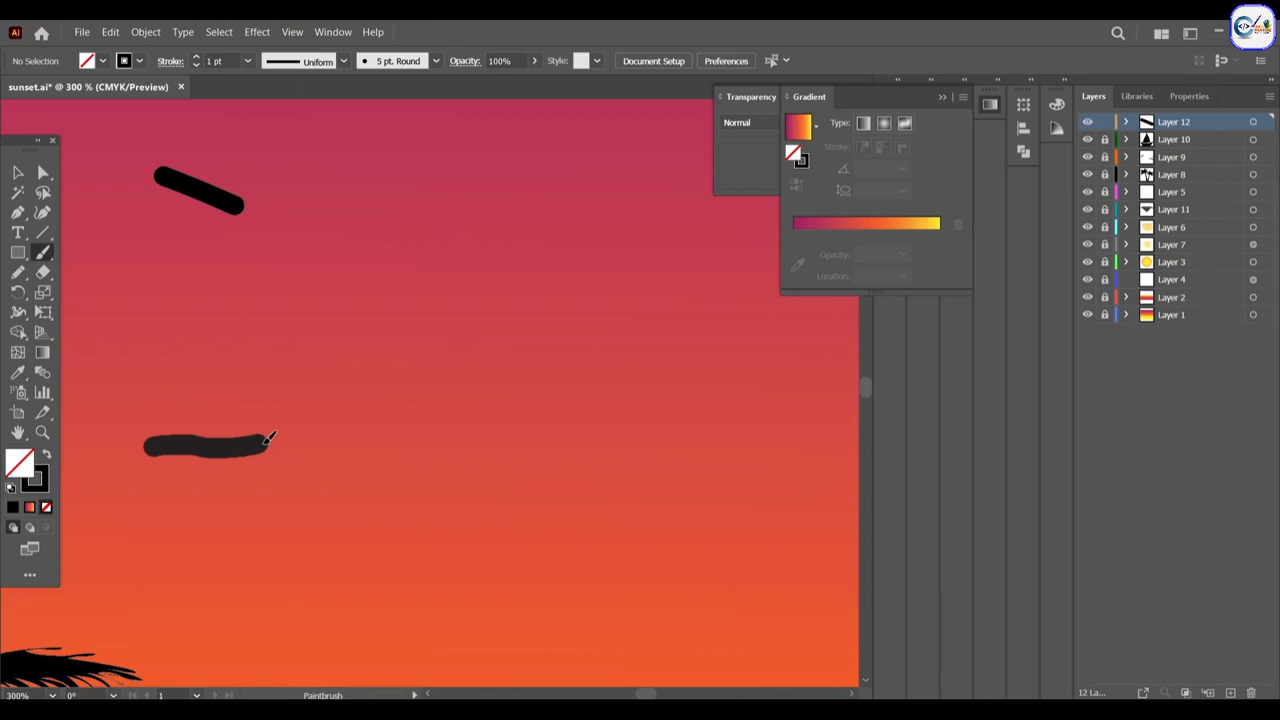 Ai File Edit Object Type Select Effect View Window Help
No Selection Stroke: 1 pt Uniform 5 pt. Round Opacity: 100% Style: Document Setup Preferences
sunset.ai* @ 300 % (CMYK/Preview)
Transparency Gradient
Normal Type:
Stroke:
Opacity:
Location:
Layers Libraries Properties
Layer 12
Layer 10
Layer 9
Layer 8
Layer 5
Layer 11
Layer 6
Layer 7
Layer 3
Layer 4
Layer 2
Layer 1
300% 0° 1 Paintbrush 12 La...